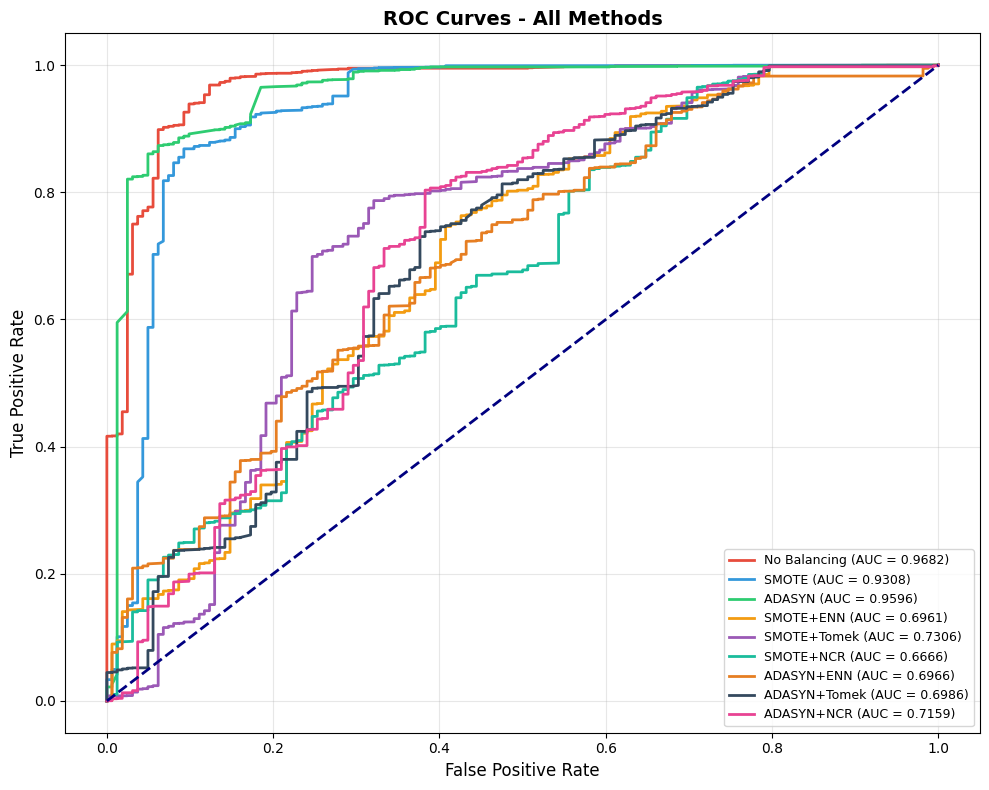 ROC Curves - All Methods
True Positive Rate
1.0
0.8
0.6
0.4
0.2
0.0
No Balancing (AUC = 0.9682)
SMOTE (AUC = 0.9308)
ADASYN (AUC = 0.9596)
SMOTE+ENN (AUC = 0.6961)
SMOTE+Tomek (AUC = 0.7306)
SMOTE+NCR (AUC = 0.6666)
ADASYN+ENN (AUC = 0.6966)
ADASYN+Tomek (AUC = 0.6986)
ADASYN+NCR (AUC = 0.7159)
0.0 0.2 0.4 0.6 0.8 1.0
False Positive Rate